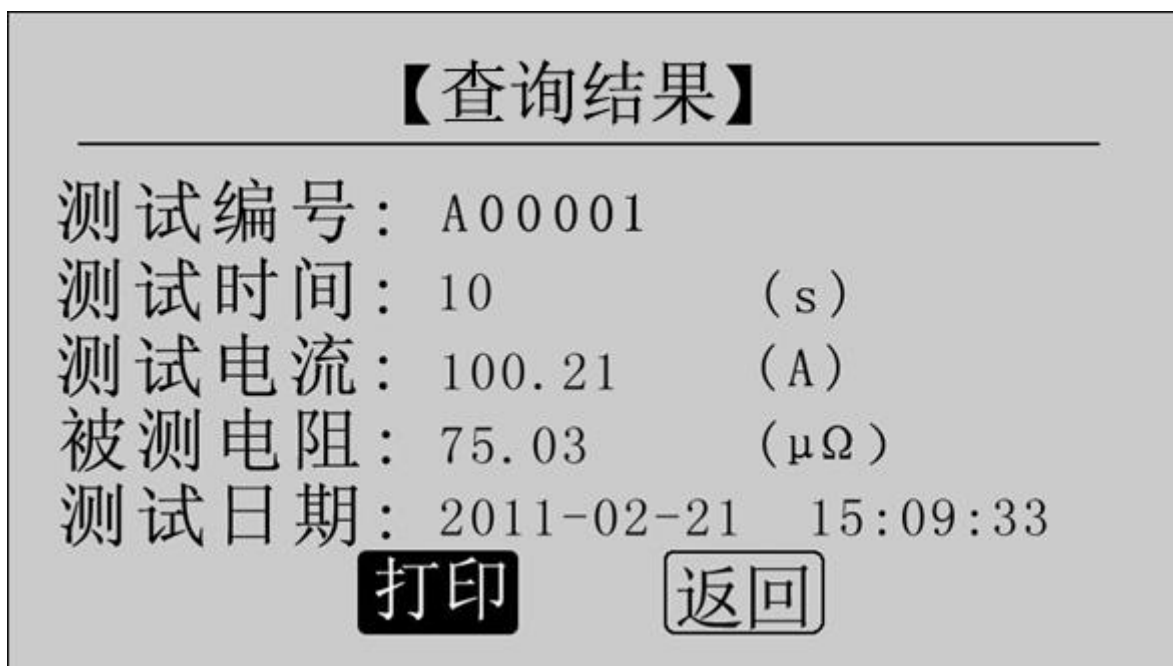 【查询结果】
测试编号: A00001
测试时间: 10 (s)
测试电流: 100.21 (A)
被测电阻: 75.03 (μΩ)
测试日期: 2011-02-21 15:09:33
打印 返回